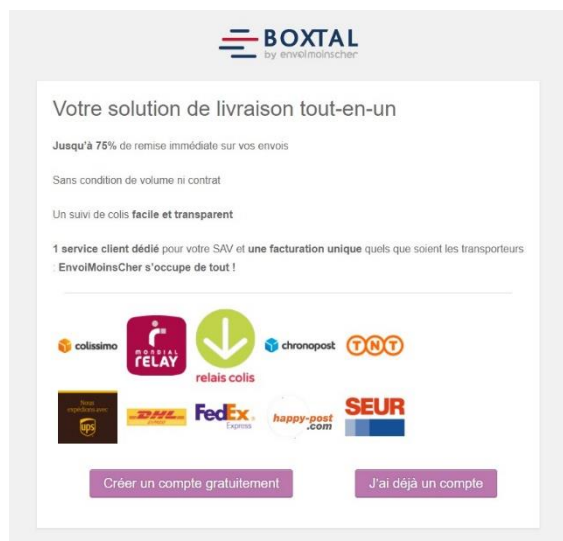 BOXTAL
by envoimoinscher
Votre solution de livraison tout-en-un
Jusqu'à 75% de remise immédiate sur vos envois
Sans condition de volume ni contrat
Un suivi de colis facile et transparent
1 service client dédié pour votre SAV et une facturation unique quels que soient les transporteurs
: EnvoiMoinsCher s'occupe de tout !
colissimo
MONDIAL
RELAY
relais colis
chronopost
TNT
Nous
expédions avec
ups
DHL
FedEx
Express
happy-post
.com
SEUR
Créer un compte gratuitement
J'ai déjà un compte